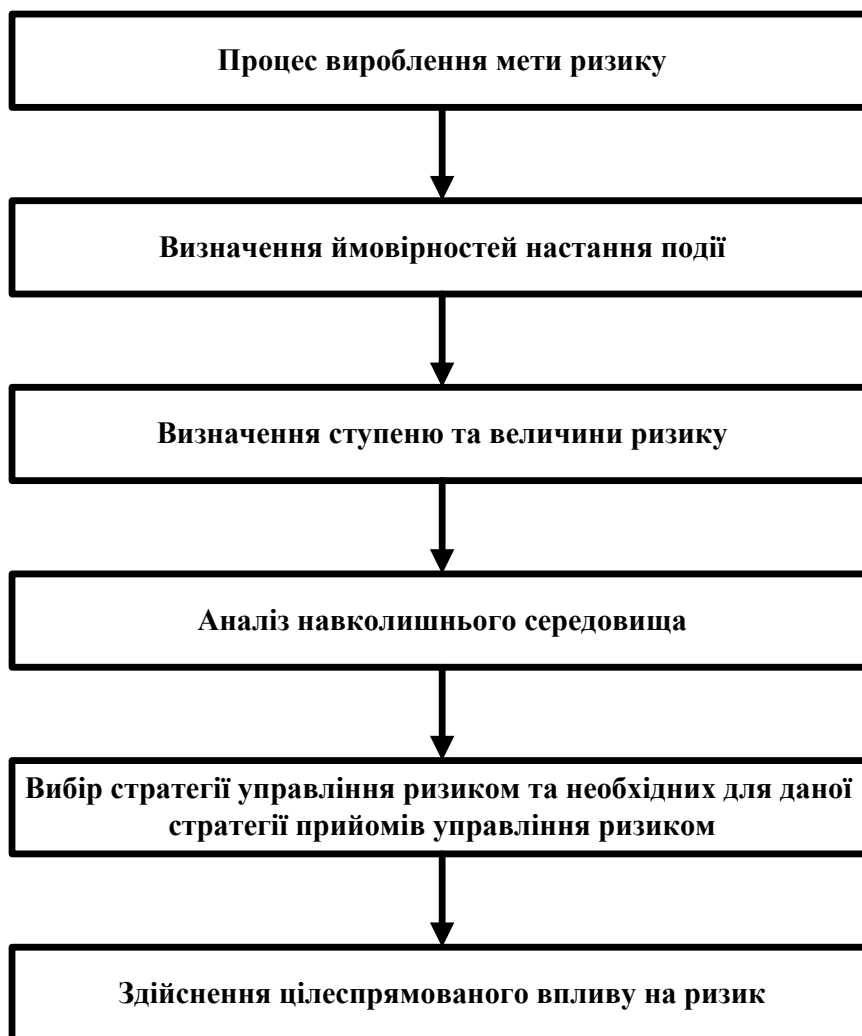 Процес вироблення мети ризику
Визначення ймовірностей настання події
Визначення ступеню та величини ризику
Аналіз навколишнього середовища
Вибір стратегії управління ризиком та необхідних для даної
стратегії прийомів управління ризиком
Здійснення цілеспрямованого впливу на ризик